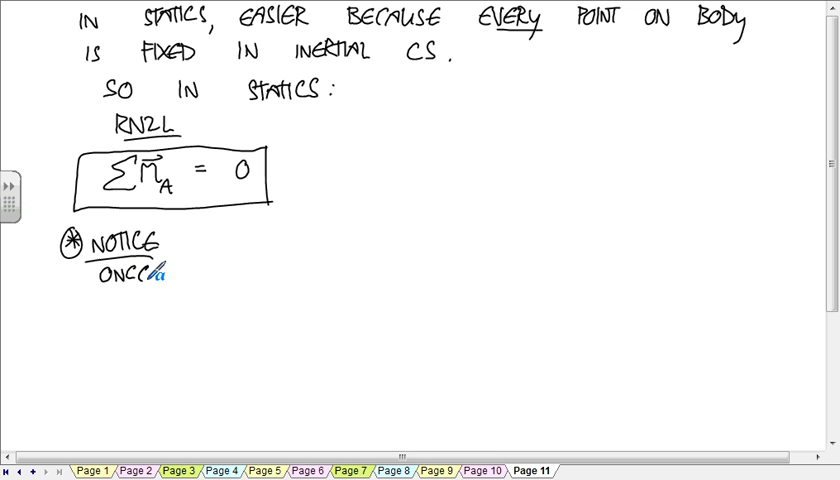 IN STATICS, EASIER BECAUSE EVERY POINT ON BODY
IS FIXED IN INERTIAL CS.
SO IN STATICS:
RN2L
∑M⃗_A = 0
* NOTICE
ONCC
Page 1 Page 2 Page 3 Page 4 Page 5 Page 6 Page 7 Page 8 Page 9 Page 10 Page 11